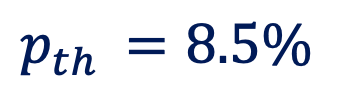 p_th = 8.5%